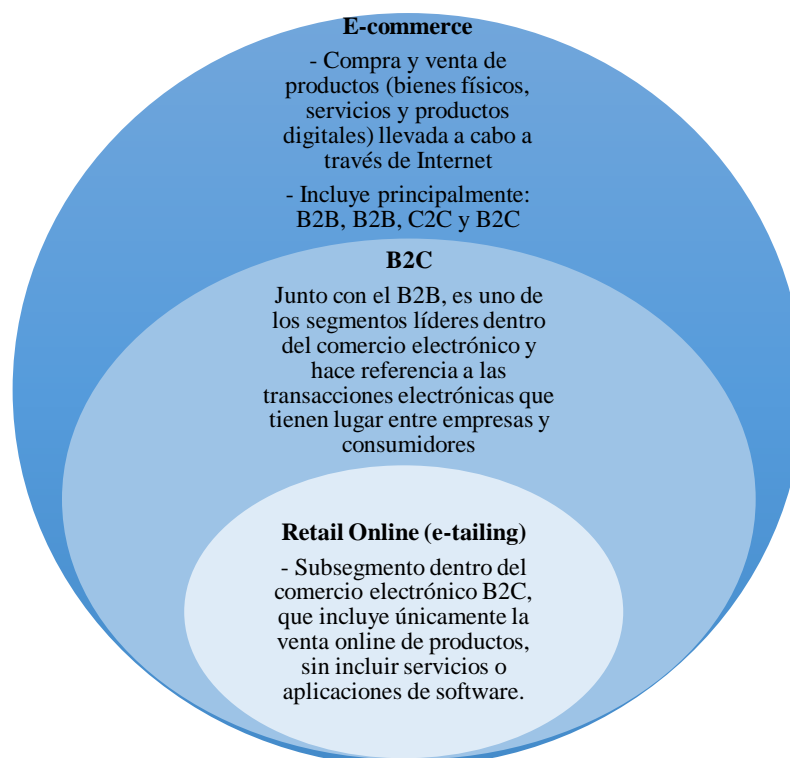 E-commerce
- Compra y venta de
productos (bienes físicos,
servicios y productos
digitales) llevada a cabo a
través de Internet
- Incluye principalmente:
B2B, B2B, C2C y B2C
B2C
Junto con el B2B, es uno de
los segmentos líderes dentro
del comercio electrónico y
hace referencia a las
transacciones electrónicas que
tienen lugar entre empresas y
consumidores
Retail Online (e-tailing)
- Subsegmento dentro del
comercio electrónico B2C,
que incluye únicamente la
venta online de productos,
sin incluir servicios o
aplicaciones de software.